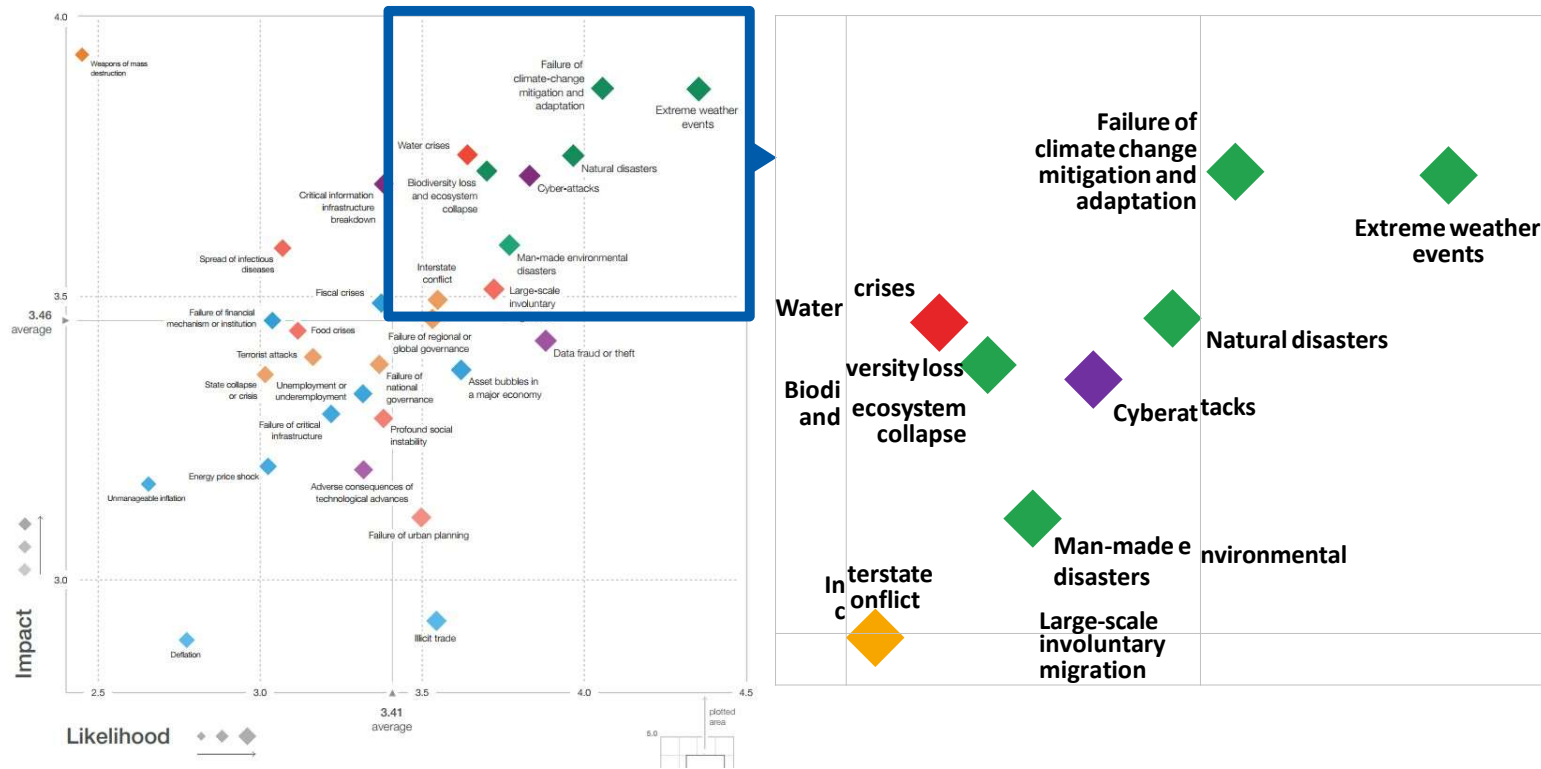 4.0
Weapons of mass
destruction
Failure of
climate-change
mitigation and
adaptation
Extreme weather
events
Water crises
Natural disasters
Biodiversity loss
and ecosystem
collapse
Cyber-attacks
Critical information
infrastructure
breakdown
Spread of infectious
diseases
Man-made environmental
disasters
Interstate
conflict
Large-scale
involuntary
Fiscal crises
3.5
3.46
average
Failure of financial
mechanism or institution
Food crises
Failure of regional or
global governance
Data fraud or theft
Terrorist attacks
State collapse
or crisis
Unemployment or
underemployment
Failure of
national
governance
Asset bubbles in
a major economy
Failure of critical
infrastructure
Profound social
instability
Energy price shock
Unmanageable inflation
Adverse consequences of
technological advances
Failure of urban planning
3.0
Illicit trade
Deflation
Impact
2.5
3.0
3.5
4.0
4.5
3.41
average
plotted
area
5.0
Likelihood
Failure of
climate change
mitigation and
adaptation
Extreme weather
events
Water crises
Natural disasters
Biodiversity loss
and ecosystem
collapse
Cyberattacks
Man-made environmental
disasters
Interstate
conflict
Large-scale
involuntary
migration